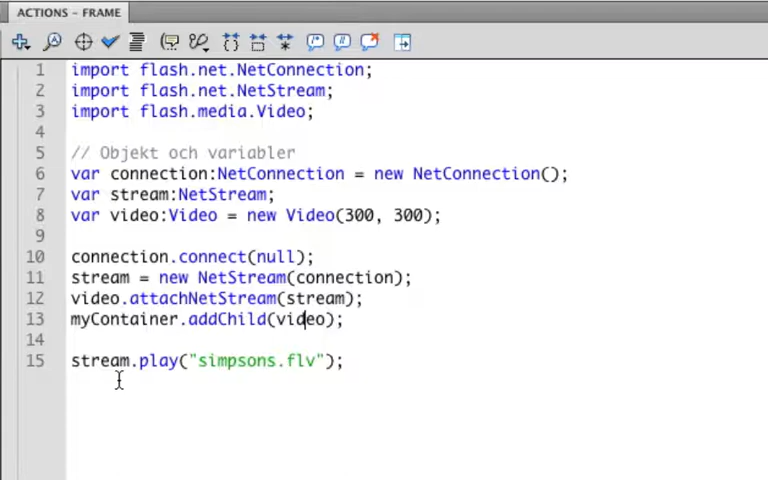 ACTIONS – FRAME
1 import flash.net.NetConnection;
2 import flash.net.NetStream;
3 import flash.media.Video;
4
5 // Objekt och variabler
6 var connection:NetConnection = new NetConnection();
7 var stream:NetStream;
8 var video:Video = new Video(300, 300);
9
10 connection.connect(null);
11 stream = new NetStream(connection);
12 video.attachNetStream(stream);
13 myContainer.addChild(video);
14
15 stream.play("simpsons.flv");